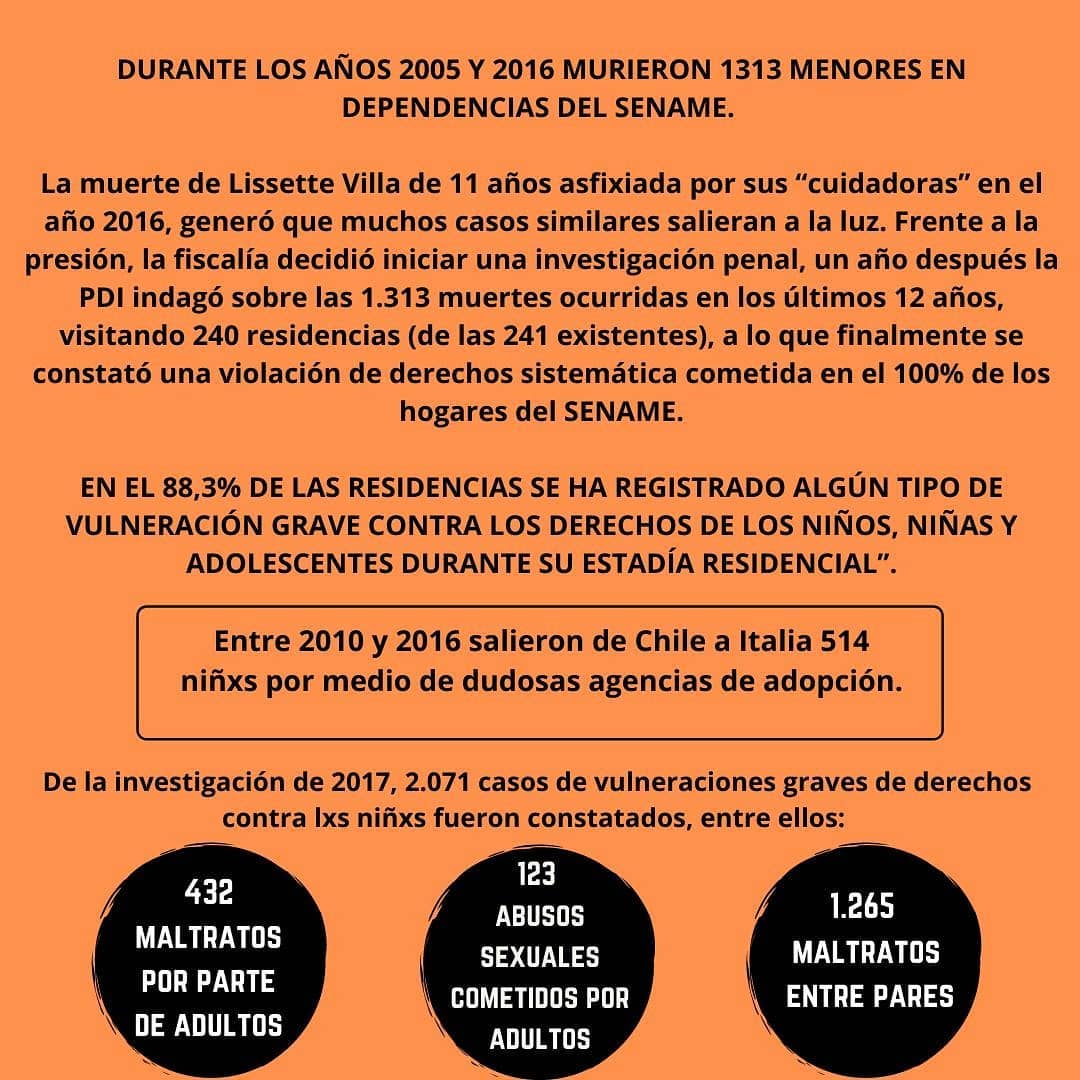 DURANTE LOS AÑOS 2005 Y 2016 MURIERON 1313 MENORES EN
DEPENDENCIAS DEL SENAME.
La muerte de Lissette Villa de 11 años asfixiada por sus “cuidadoras” en el
año 2016, generó que muchos casos similares salieran a la luz. Frente a la
presión, la fiscalía decidió iniciar una investigación penal, un año después la
PDI indagó sobre las 1.313 muertes ocurridas en los últimos 12 años,
visitando 240 residencias (de las 241 existentes), a lo que finalmente se
constató una violación de derechos sistemática cometida en el 100% de los
hogares del SENAME.
EN EL 88,3% DE LAS RESIDENCIAS SE HA REGISTRADO ALGÚN TIPO DE
VULNERACIÓN GRAVE CONTRA LOS DERECHOS DE LOS NIÑOS, NIÑAS Y
ADOLESCENTES DURANTE SU ESTADÍA RESIDENCIAL”.
Entre 2010 y 2016 salieron de Chile a Italia 514
niñxs por medio de dudosas agencias de adopción.
De la investigación de 2017, 2.071 casos de vulneraciones graves de derechos
contra lxs niñxs fueron constatados, entre ellos:
432
MALTRATOS
POR PARTE
DE ADULTOS
123
ABUSOS
SEXUALES
COMETIDOS POR
ADULTOS
1.265
MALTRATOS
ENTRE PARES